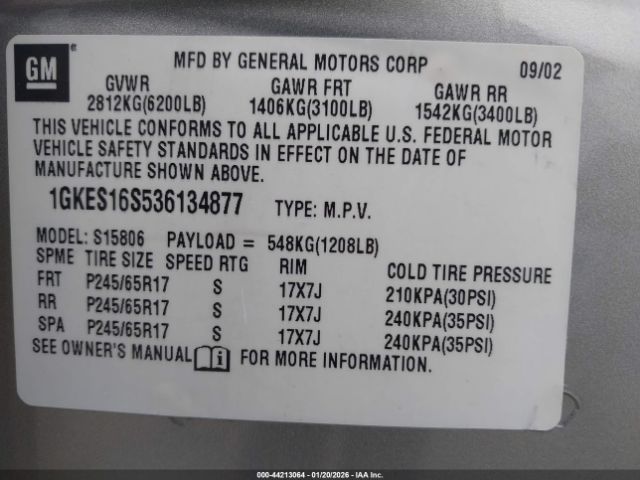 GM
MFD BY GENERAL MOTORS CORP 09/02
GVWR GAWR FRT GAWR RR
2812KG(6200LB) 1406KG(3100LB) 1542KG(3400LB)
THIS VEHICLE CONFORMS TO ALL APPLICABLE U.S. FEDERAL MOTOR
VEHICLE SAFETY STANDARDS IN EFFECT ON THE DATE OF
MANUFACTURE SHOWN ABOVE.
1GKES16S536134877 TYPE: M.P.V.
MODEL: S15806 PAYLOAD = 548KG(1208LB)
SPME TIRE SIZE SPEED RTG RIM COLD TIRE PRESSURE
FRT P245/65R17 S 17X7J 210KPA(30PSI)
RR P245/65R17 S 17X7J 240KPA(35PSI)
SPA P245/65R17 S 17X7J 240KPA(35PSI)
SEE OWNER'S MANUAL i FOR MORE INFORMATION.
000-44213064 - 01/20/2026 - IAA Inc.